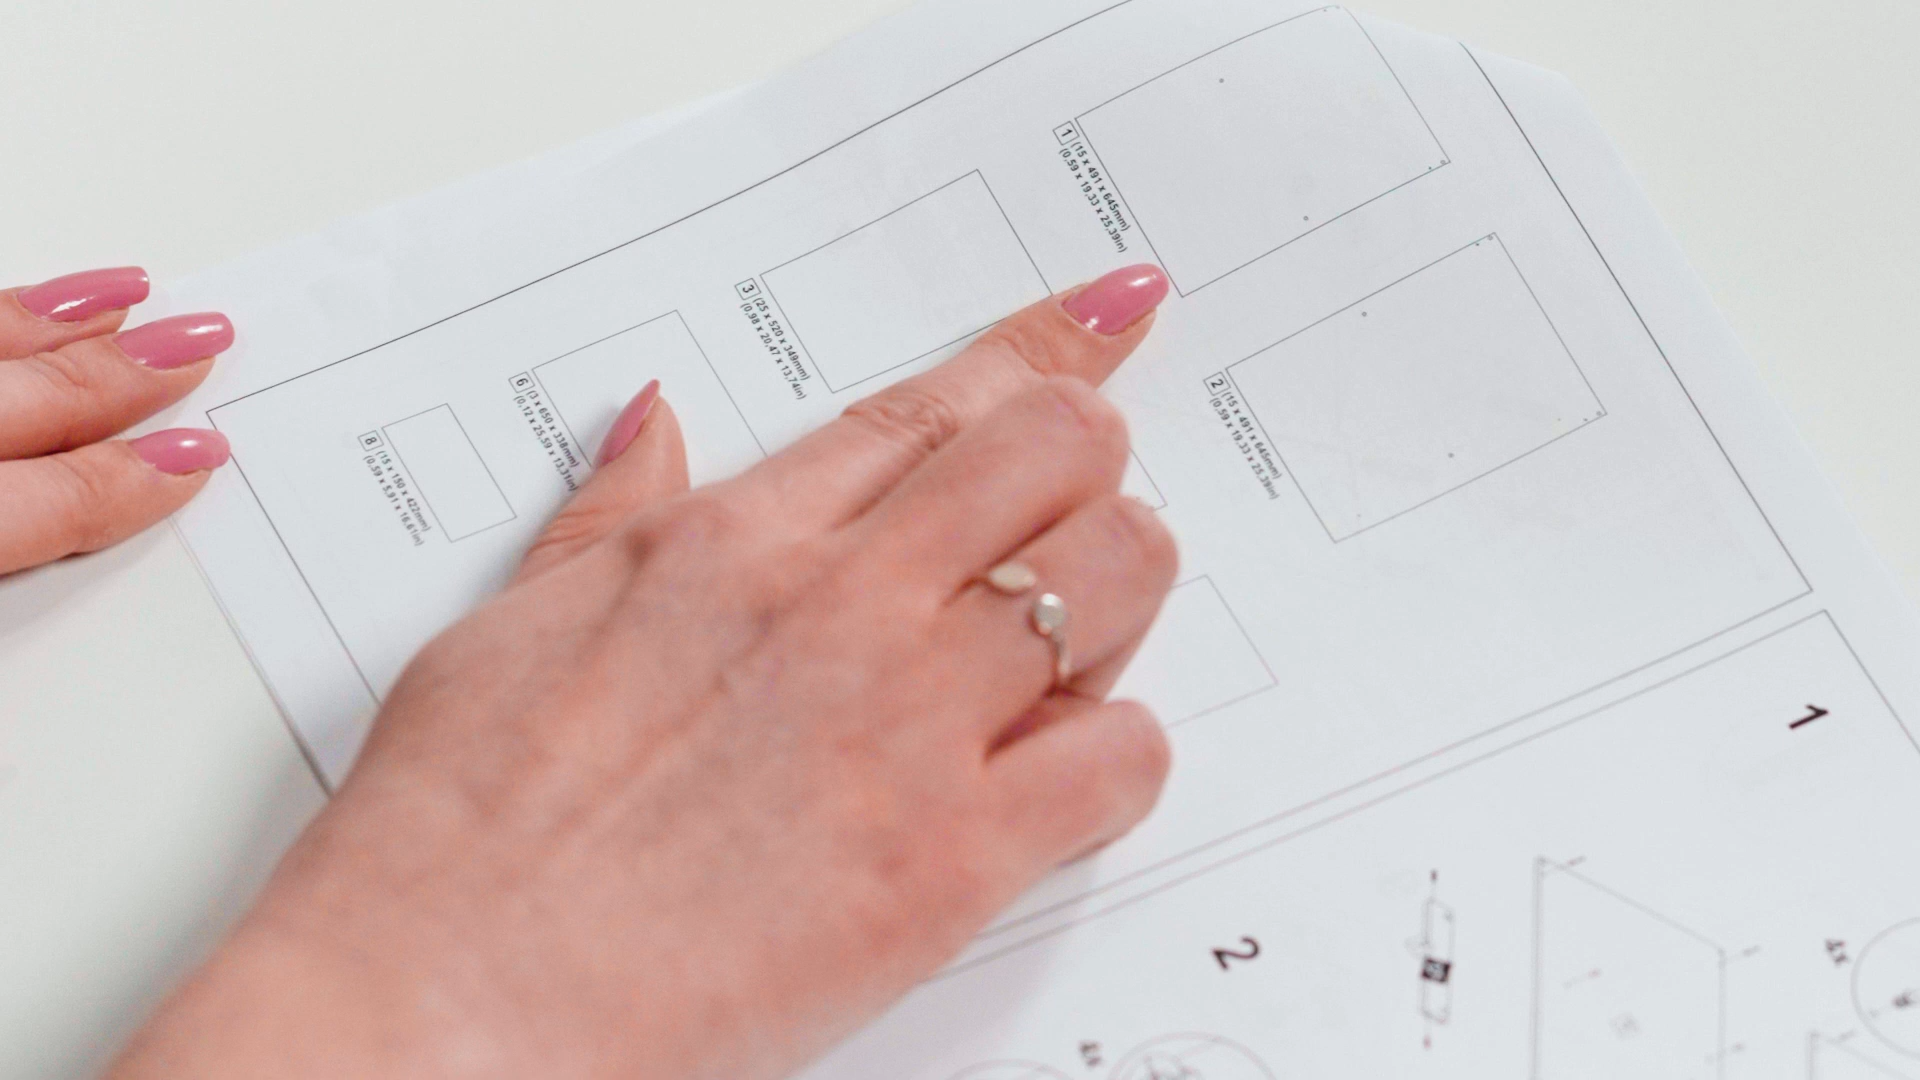 1 (15 x 491 x 645mm)
(0,59 x 19,33 x 25,39in)
2 (15 x 491 x 645mm)
(0,59 x 19,33 x 25,39in)
3 (25 x 520 x 349mm)
(0,98 x 20,47 x 13,74in)
6 (3 x 650 x 338mm)
(0,12 x 25,59 x 13,31in)
8 (15 x 150 x 422mm)
(0,59 x 5,91 x 16,61in)
1
2
4x
4x